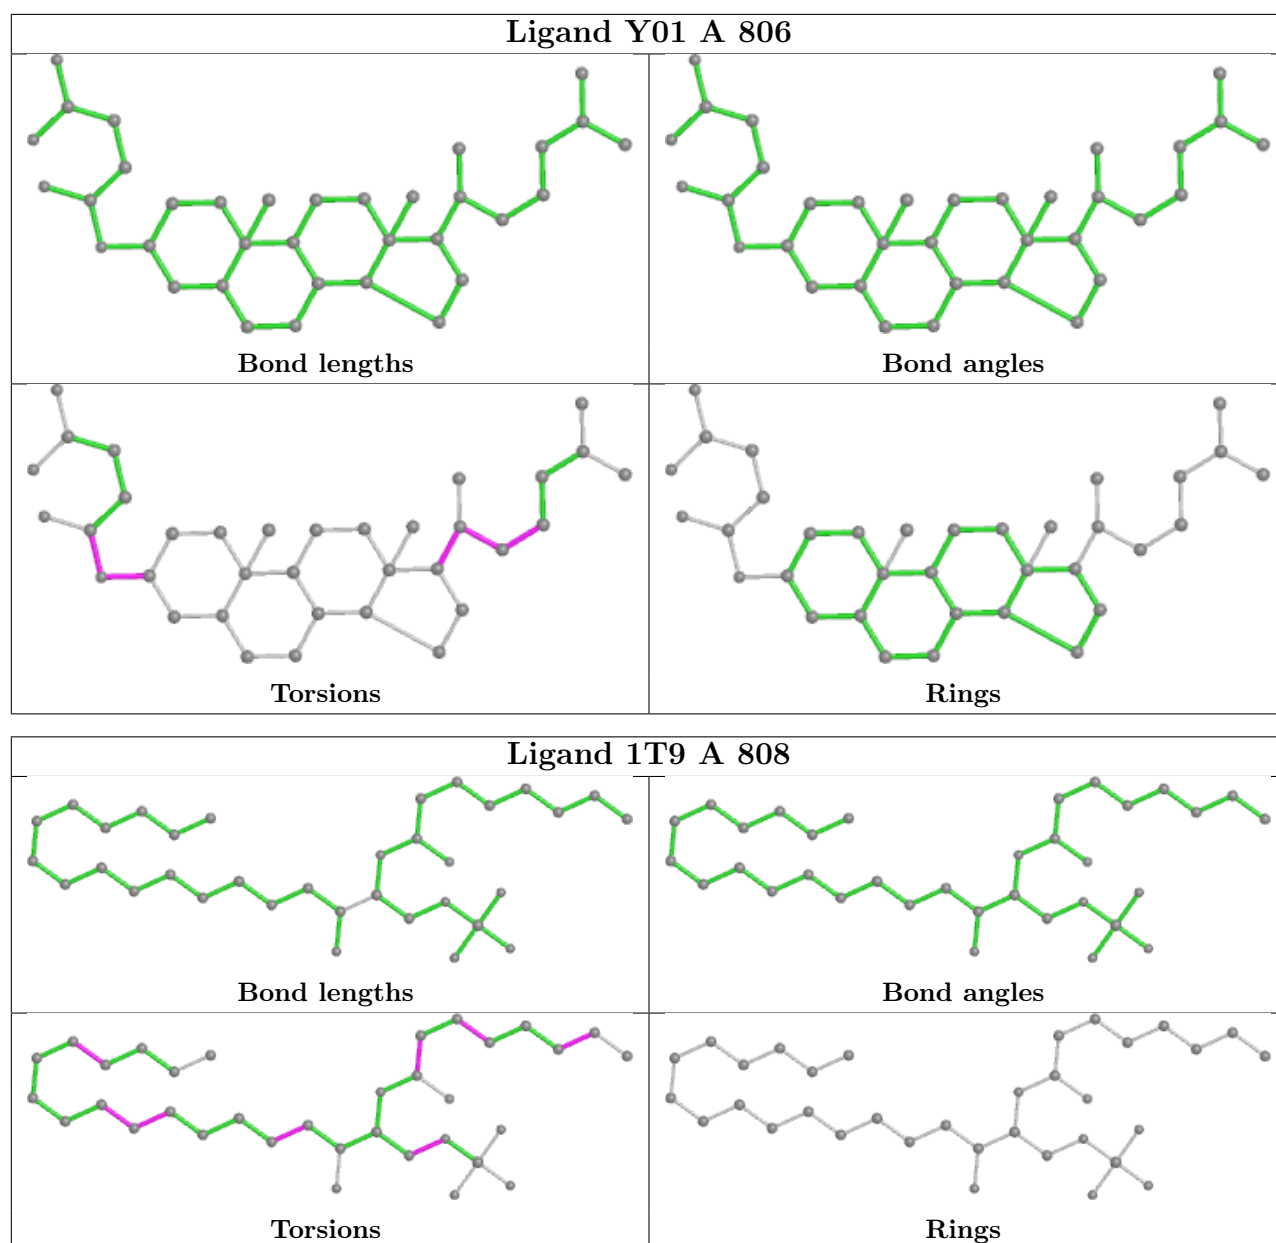 Ligand Y01 A 806
Bond lengths
Bond angles
Torsions
Rings
Ligand 1T9 A 808
Bond lengths
Bond angles
Torsions
Rings